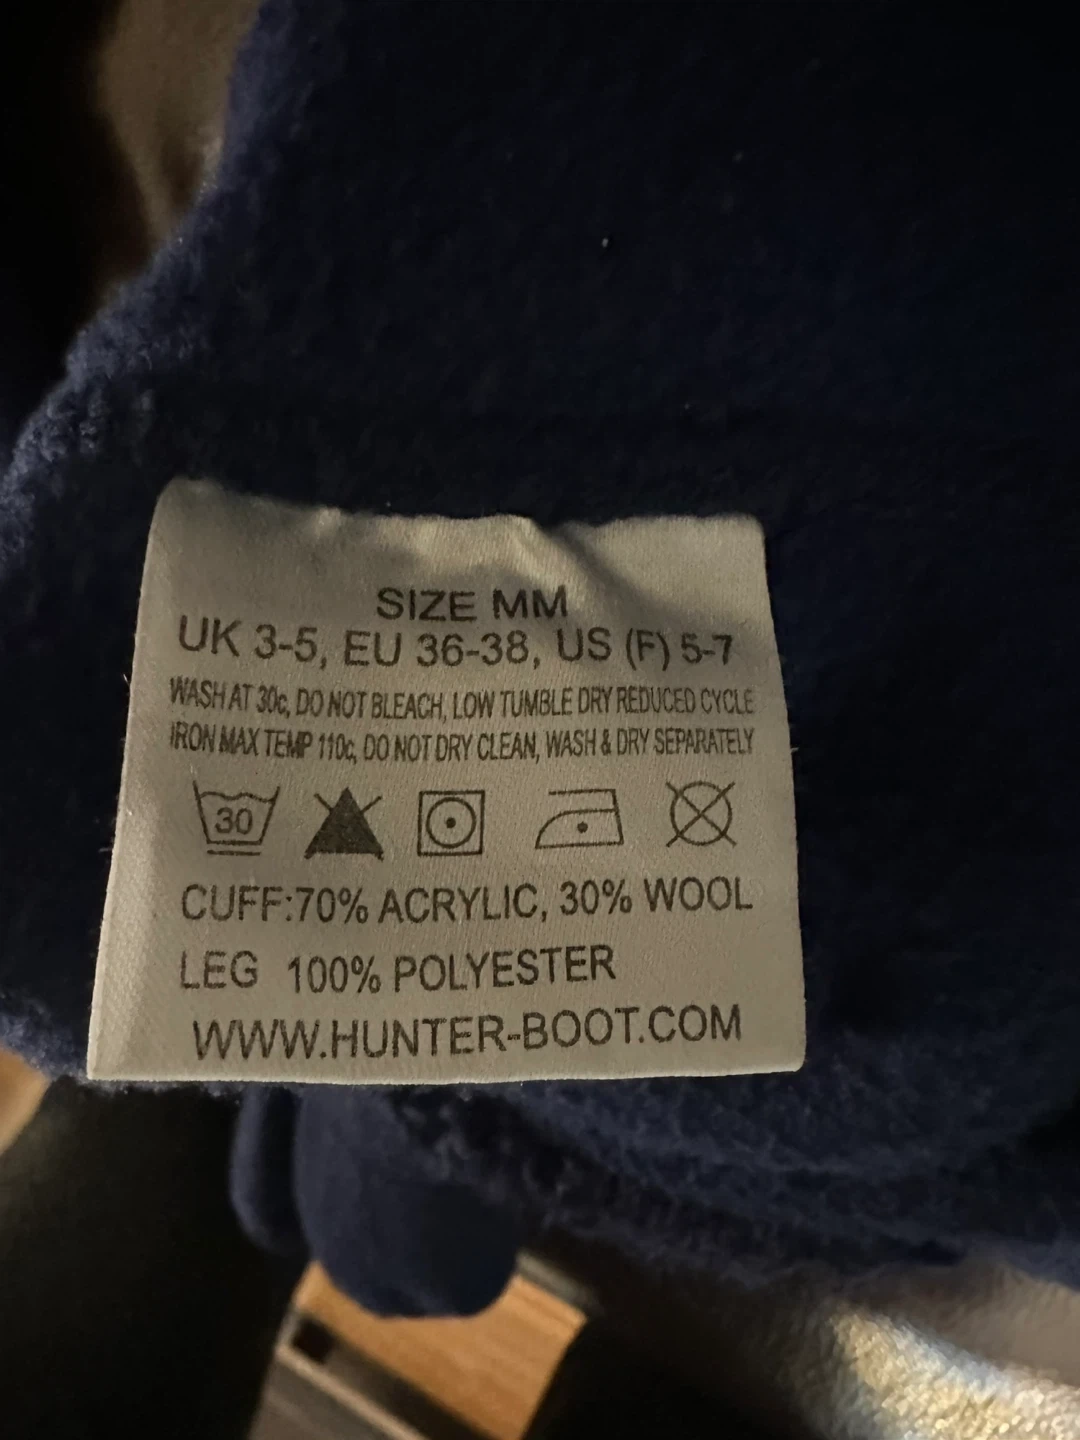 SIZE MM
UK 3-5, EU 36-38, US (F) 5-7
WASH AT 30c, DO NOT BLEACH, LOW TUMBLE DRY REDUCED CYCLE
IRON MAX TEMP 110c, DO NOT DRY CLEAN, WASH & DRY SEPARATELY
30
CUFF:70% ACRYLIC, 30% WOOL
LEG 100% POLYESTER
WWW.HUNTER-BOOT.COM